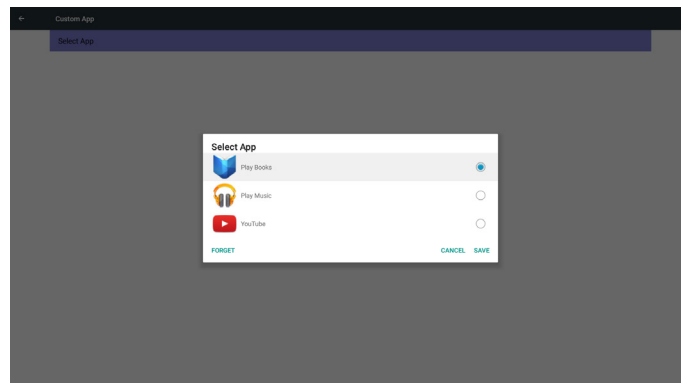 Custom App
Select App
Select App
Play Books
Play Music
YouTube
FORGET CANCEL SAVE